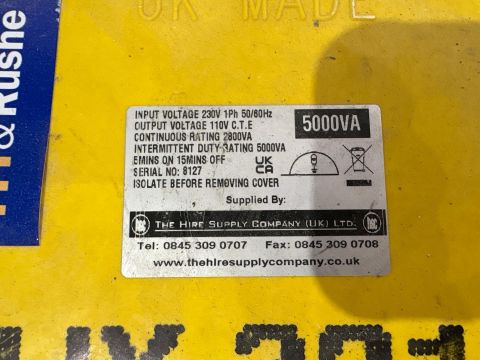 UK MADE
& Rushe
INPUT VOLTAGE 230V 1Ph 50/60Hz
OUTPUT VOLTAGE 110V C.T.E
CONTINUOUS RATING 2800VA
INTERMITTENT DUTY RATING 5000VA
5MINS ON 15MINS OFF
SERIAL NO: 8127
ISOLATE BEFORE REMOVING COVER
5000VA
UK
CA
Supplied By:
THE HIRE SUPPLY COMPANY (UK) LTD.
Tel: 0845 309 0707 Fax: 0845 309 0708
www.thehiresupplycompany.co.uk